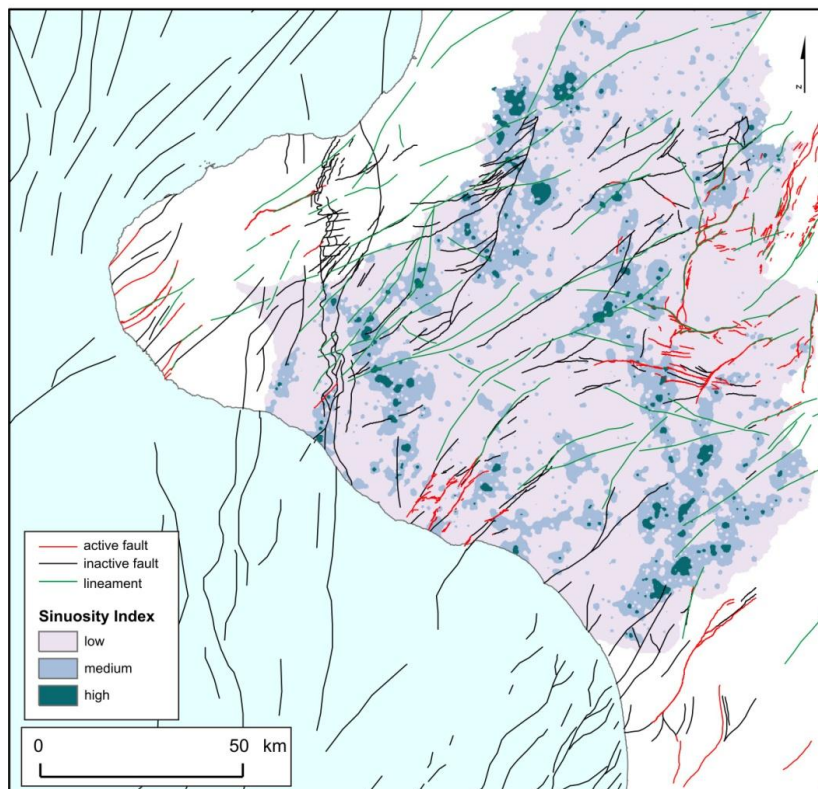 z
active fault
inactive fault
lineament
Sinuosity Index
low
medium
high
0 50 km